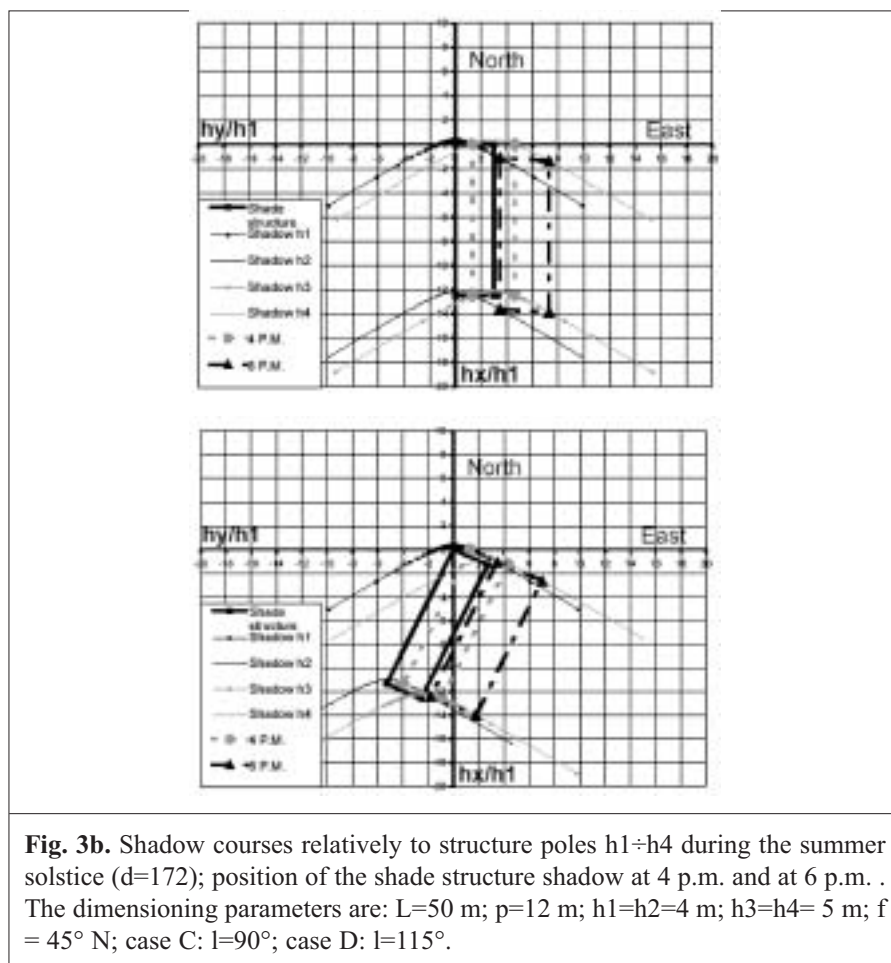 North
hy/h1
East
Shade
structure
Shadow h1
Shadow h2
Shadow h3
Shadow h4
4 P.M.
6 P.M.
hx/h1
North
hy/h1
East
Shade
structure
Shadow h1
Shadow h2
Shadow h3
Shadow h4
4 P.M.
6 P.M.
hx/h1
Fig. 3b. Shadow courses relatively to structure poles h1÷h4 during the summer
solstice (d=172); position of the shade structure shadow at 4 p.m. and at 6 p.m. .
The dimensioning parameters are: L=50 m; p=12 m; h1=h2=4 m; h3=h4= 5 m; f
= 45° N; case C: l=90°; case D: l=115°.